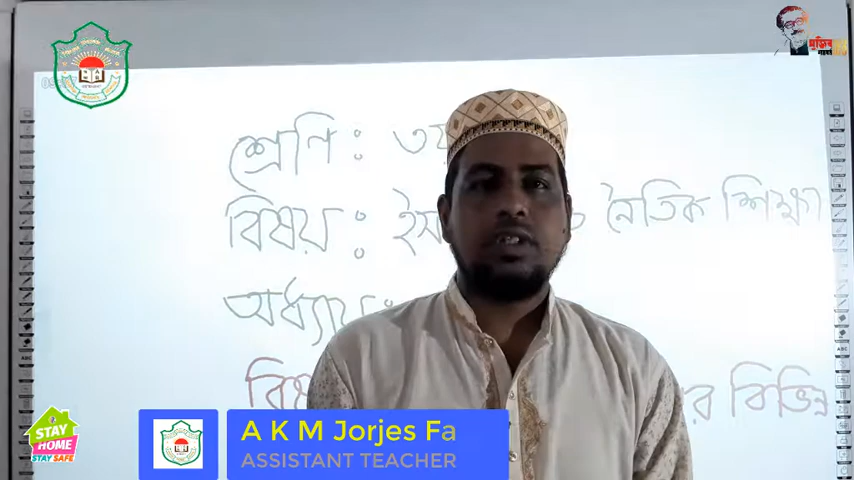 মুজিব
শ্রেণি : ৩য়
বিষয় : ইস ও নৈতিক শিক্ষা
অধ্যায় :
বিষ র বিভিন্ন
STAY
HOME
STAY SAFE
A K M Jorjes Fa
ASSISTANT TEACHER